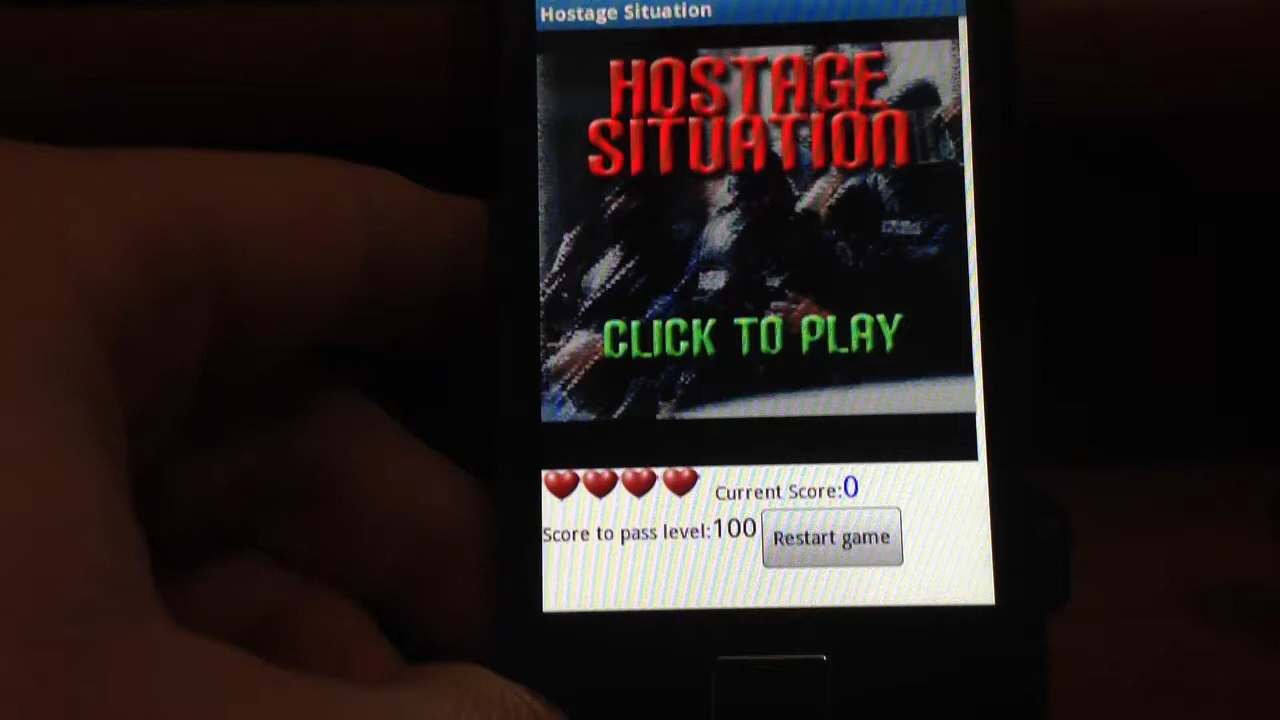 Hostage Situation
HOSTAGE
SITUATION
CLICK TO PLAY
Current Score:0
Score to pass level:100
Restart game